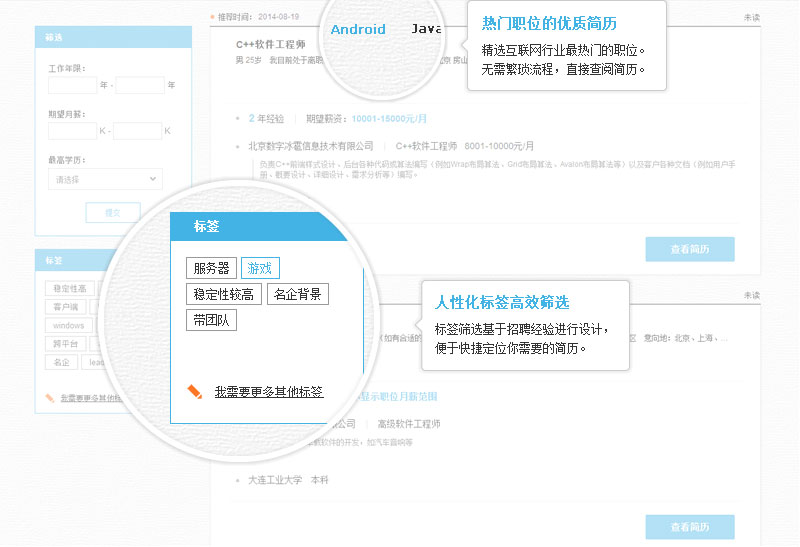 推荐时间： 2014-08-19
未读
Android Java
热门职位的优质简历
精选互联网行业最热门的职位。
无需繁琐流程，直接查阅简历。
筛选
工作年限：
年 - 年
期望月薪：
K - K
最高学历：
请选择
提交
C++软件工程师
男 25岁 我目前处于离职
北京 房山
2 年经验 期望薪资：10001-15000元/月
北京数字冰雹信息技术有限公司 C++软件工程师 8001-10000元/月
负责C++前端样式设计、后台各种代码或算法编写（例如Wrap布局算法、Grid布局算法、Avalon布局算法等）以及客户各种文档（例如用户手
册、概要设计、详细设计、需求分析等）编写。
查看简历
标签
稳定性高
客户端
windows
跨平台
名企 lead
我需要更多其他标签
标签
服务器 游戏
稳定性较高 名企背景
带团队
我需要更多其他标签
未读
人性化标签高效筛选
标签筛选基于招聘经验进行设计，
便于快捷定位你需要的简历。
（如有合适的
区 意向地：北京、上海、...
显示职位月薪范围
公司 高级软件工程师
软件的开发，如汽车音响等
大连工业大学 本科
查看简历